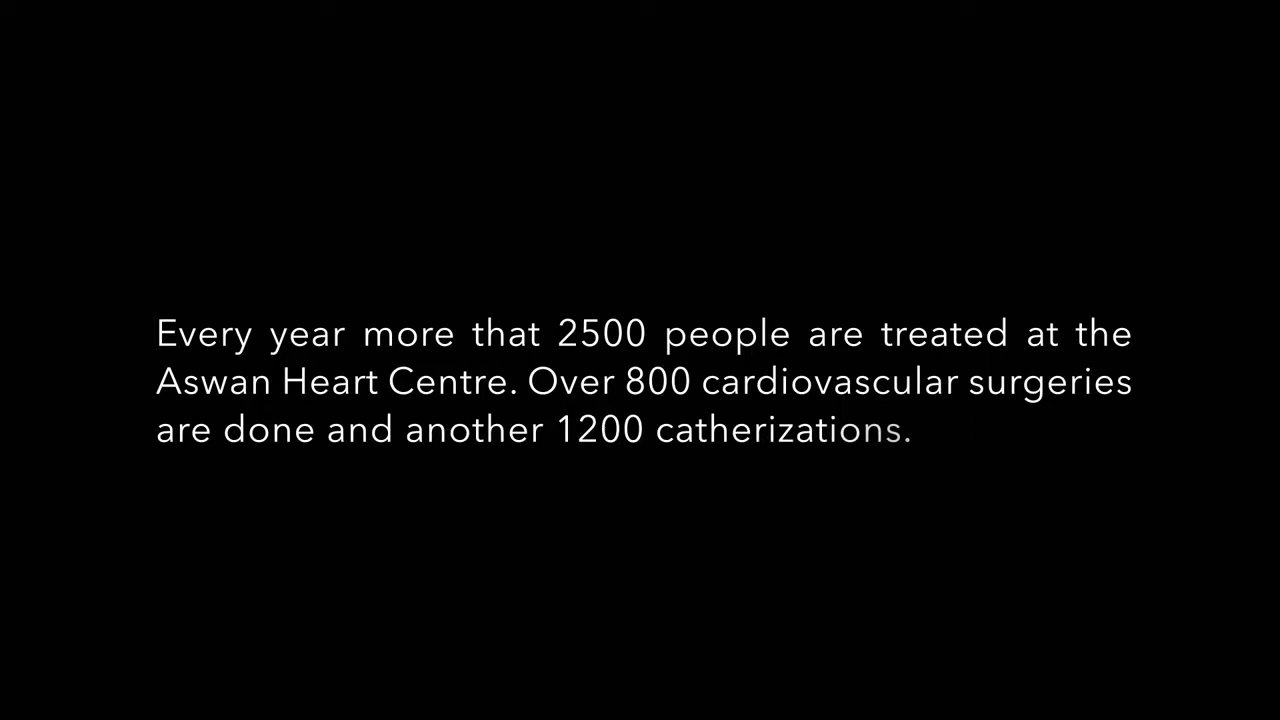 Every year more that 2500 people are treated at the
Aswan Heart Centre. Over 800 cardiovascular surgeries
are done and another 1200 catherizations.